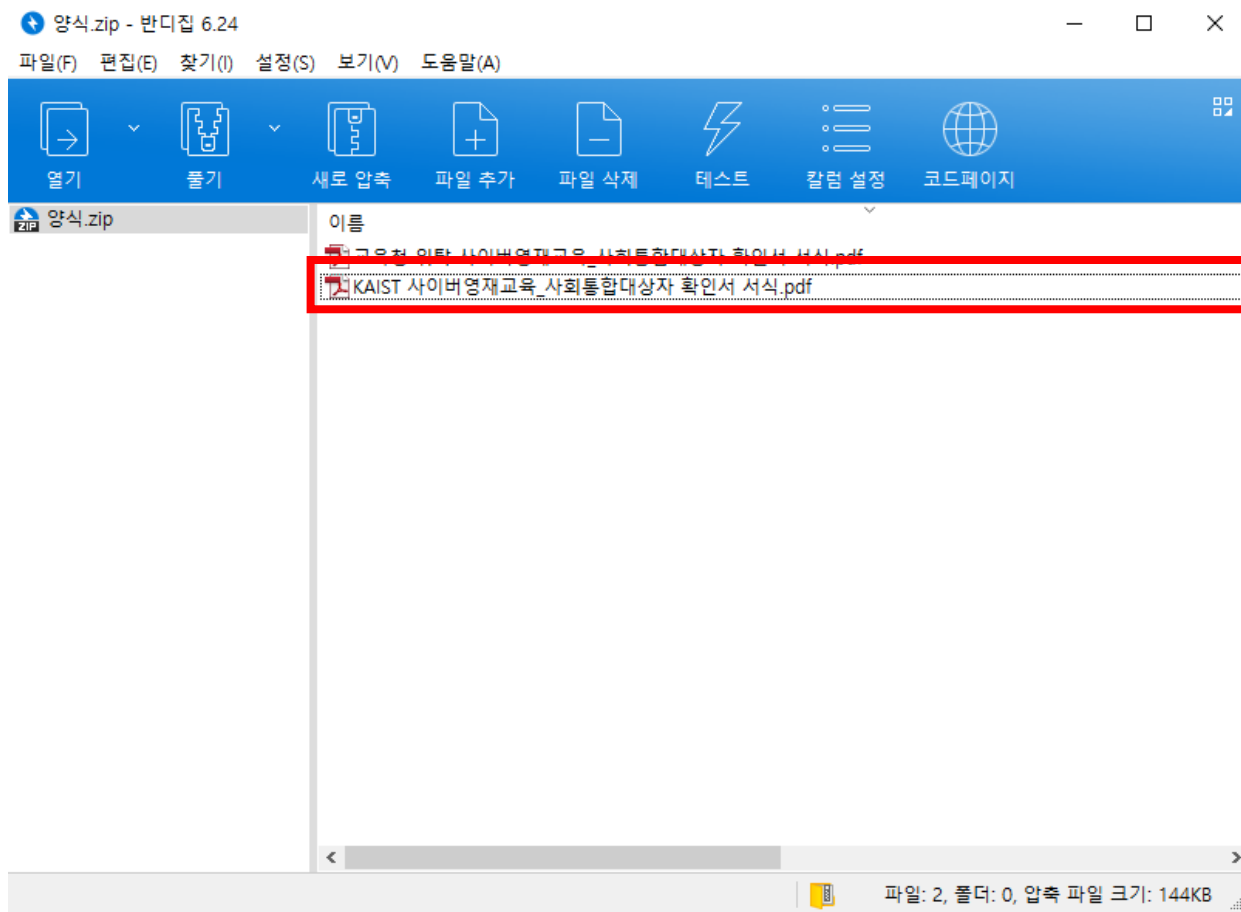 양식.zip - 반디집 6.24
파일(F) 편집(E) 찾기(I) 설정(S) 보기(V) 도움말(A)
열기 풀기 새로 압축 파일 추가 파일 삭제 테스트 칼럼 설정 코드페이지
ZIP 양식.zip
이름
교육청 위탁 사이버영재교육_사회통합대상자 확인서 서식.pdf
KAIST 사이버영재교육_사회통합대상자 확인서 서식.pdf
파일: 2, 폴더: 0, 압축 파일 크기: 144KB